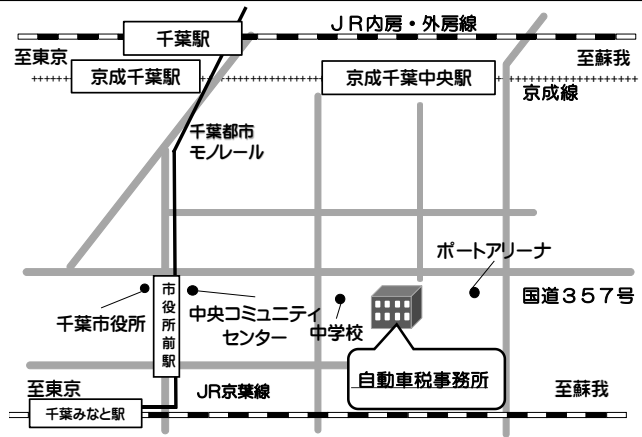 JR内房・外房線
千葉駅
至東京
至蘇我
京成千葉駅
京成千葉中央駅
京成線
千葉都市
モノレール
ポートアリーナ
国道357号
千葉市役所
市役所前駅
中央コミュニティ
センター
中学校
自動車税事務所
至東京
JR京葉線
至蘇我
千葉みなと駅